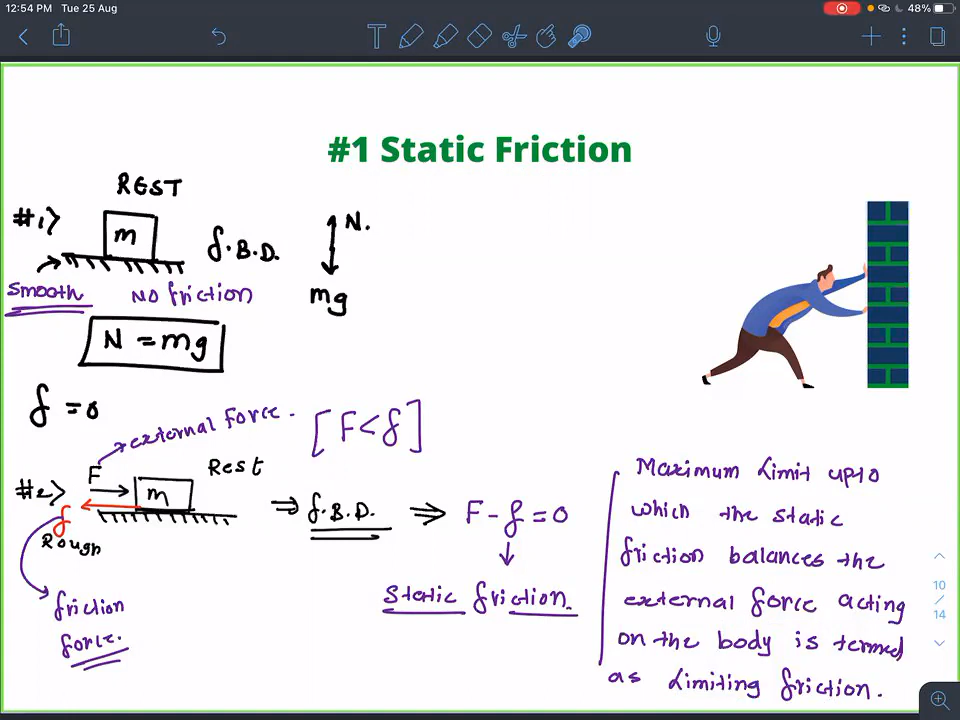 12:54 PM Tue 25 Aug
48%
#1 Static Friction
REST
#1>
m
f.B.D.
N.
mg
Smooth
No friction
N = mg
f = 0
external force.
[F < f]
#2>
F
m
Rest
f
Rough
friction
force.
⇒ f.B.D. ⇒ F - f = 0
Static friction.
Maximum Limit upto
which the static
friction balances the
external force acting
on the body is termed
as Limiting friction.
10
/
14